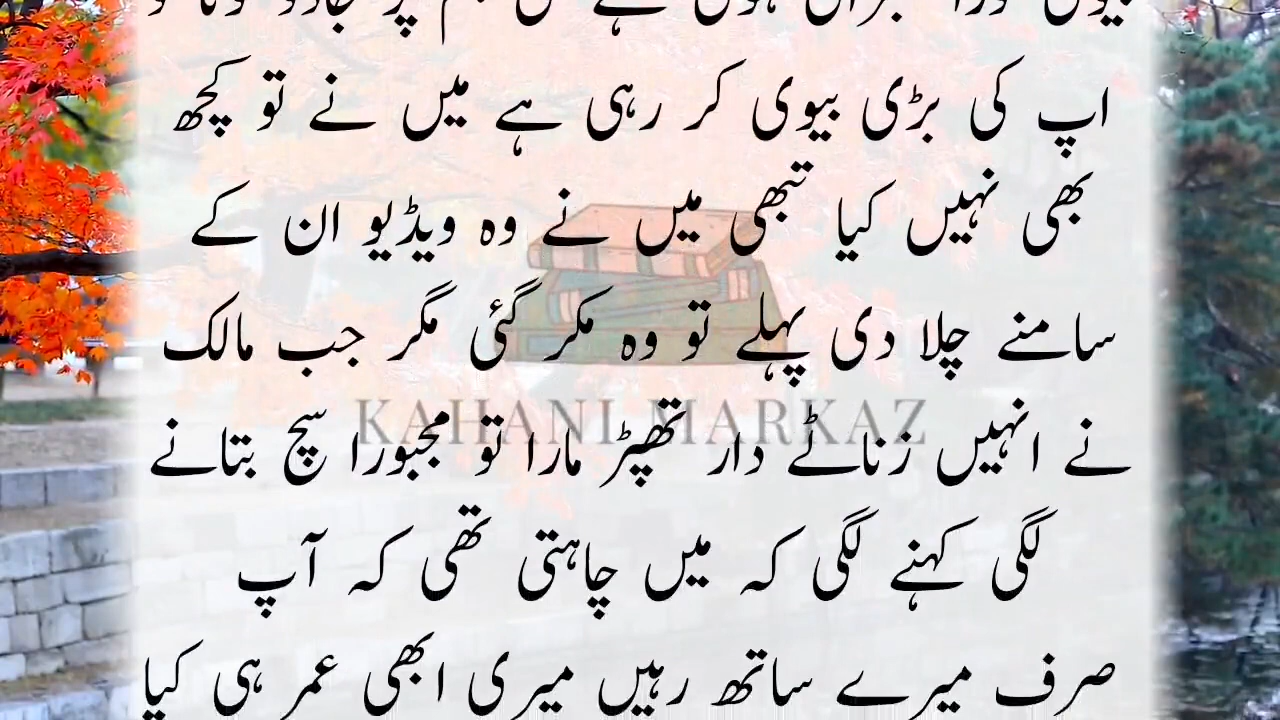 اپ کی بڑی بیوی کر رہی ہے میں نے تو کچھ
بھی نہیں کیا تبھی میں نے وہ ویڈیو ان کے
سامنے چلا دی پہلے تو وہ مکر گئی مگر جب مالک
KAHANI MARKAZ
نے انہیں زناٹے دار تھپڑ مارا تو مجبورا سچ بتانے
لگی کہنے لگی کہ میں چاہتی تھی کہ آپ
صرف میرے ساتھ رہیں میری ابھی عمر ہی کیا